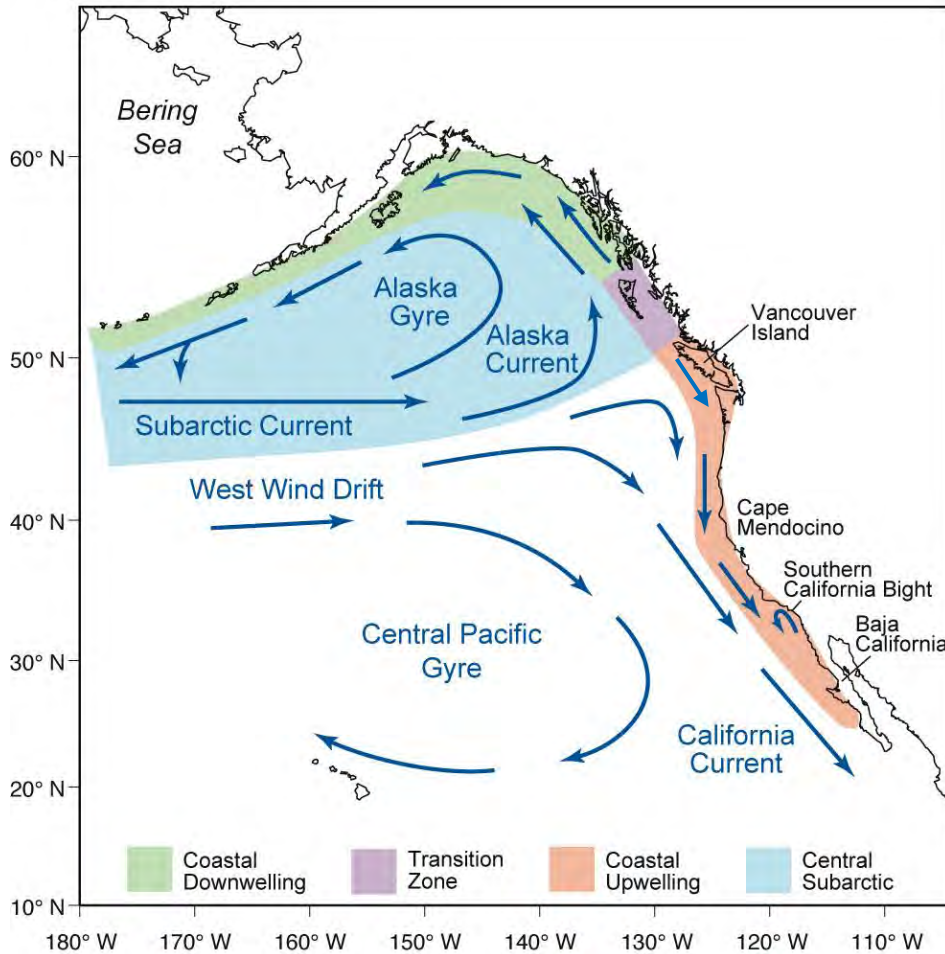 Bering
Sea
60° N
Alaska
Gyre
Alaska
Current
Vancouver
Island
50° N
Subarctic Current
West Wind Drift
40° N
Cape
Mendocino
Southern
California Bight
Baja
California
Central Pacific
Gyre
30° N
California
Current
20° N
Coastal
Downwelling
Transition
Zone
Coastal
Upwelling
Central
Subarctic
10° N
180° W
170° W
160° W
150° W
140° W
130° W
120° W
110° W